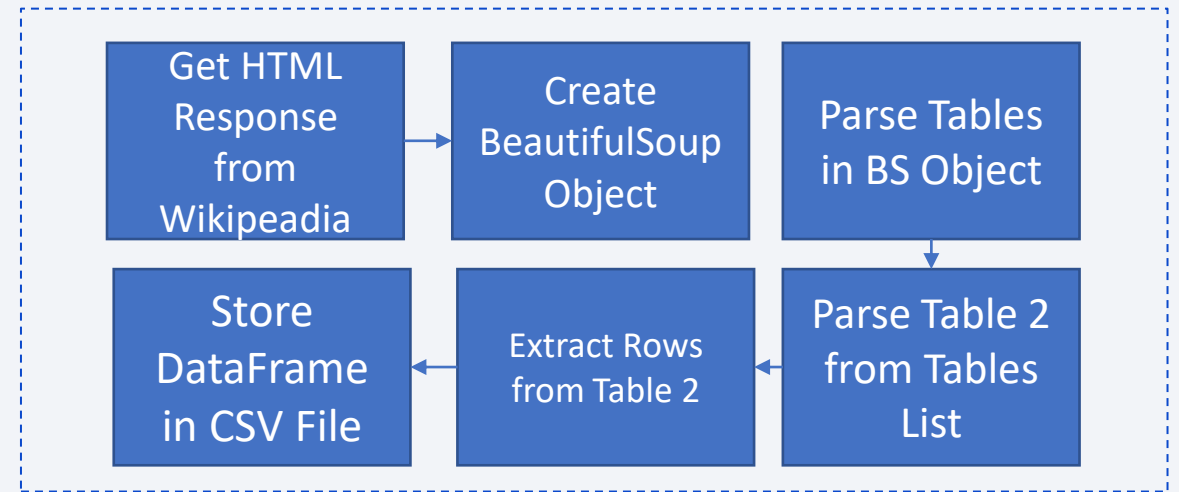 Get HTML
Response
from
Wikipeadia
Create
BeautifulSoup
Object
Parse Tables
in BS Object
Parse Table 2
from Tables
List
Extract Rows
from Table 2
Store
DataFrame
in CSV File